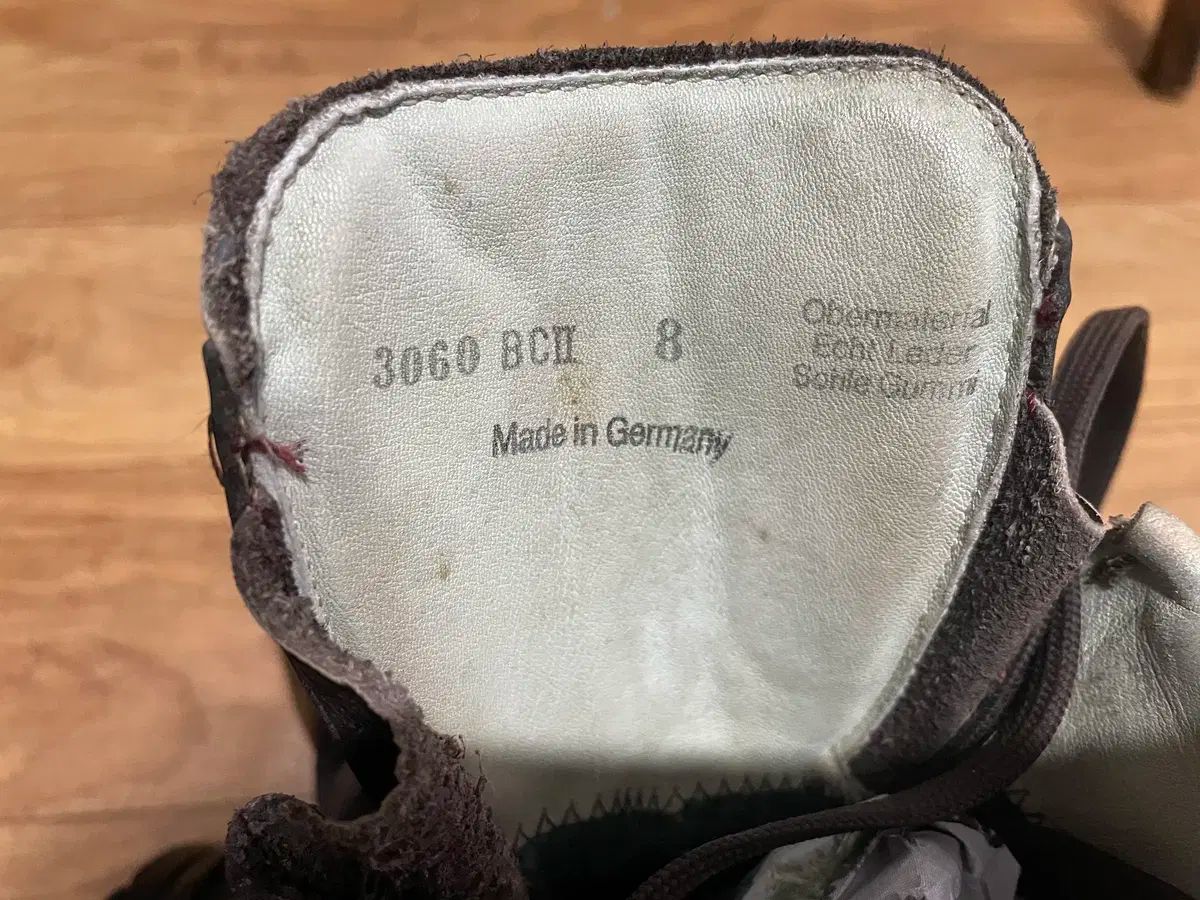 3060 BCII 8
Made in Germany
Obermaterial
Echt Leder
Sohle Gummi